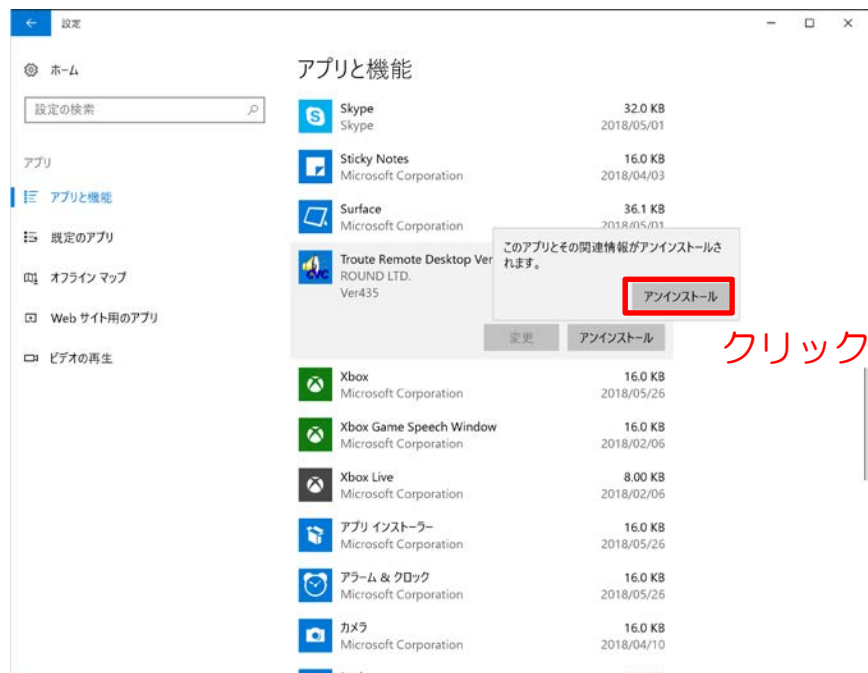 設定
ホーム
設定の検索
アプリ
アプリと機能
既定のアプリ
オフライン マップ
Web サイト用のアプリ
ビデオの再生
アプリと機能
Skype 32.0 KB
Skype 2018/05/01
Sticky Notes 16.0 KB
Microsoft Corporation 2018/04/03
Surface 36.1 KB
Microsoft Corporation 2018/05/01
このアプリとその関連情報がアンインストールさ
れます。
アンインストール
クリック
Troute Remote Desktop Ver
ROUND LTD.
Ver435
変更 アンインストール
Xbox 16.0 KB
Microsoft Corporation 2018/05/26
Xbox Game Speech Window 16.0 KB
Microsoft Corporation 2018/02/06
Xbox Live 8.00 KB
Microsoft Corporation 2018/02/06
アプリ インストーラー 16.0 KB
Microsoft Corporation 2018/05/26
アラーム & クロック 16.0 KB
Microsoft Corporation 2018/05/26
カメラ 16.0 KB
Microsoft Corporation 2018/04/10